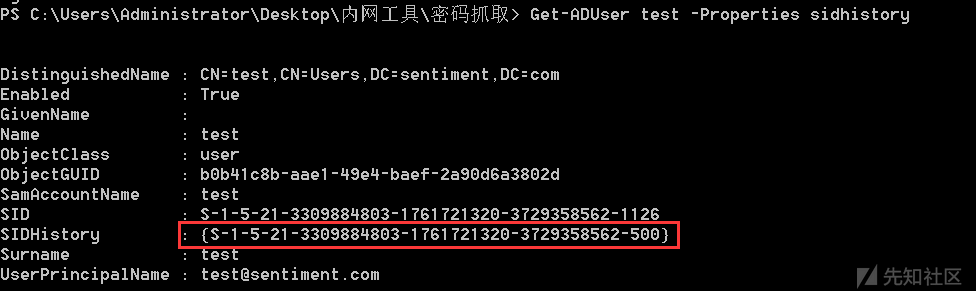 PS C:\Users\Administrator\Desktop\内网工具\密码抓取> Get-ADUser test -Properties sidhistory
DistinguishedName : CN=test,CN=Users,DC=sentiment,DC=com
Enabled : True
GivenName :
Name : test
ObjectClass : user
ObjectGUID : b0b41c8b-aae1-49e4-baef-2a90d6a3802d
SamAccountName : test
SID : S-1-5-21-3309884803-1761721320-3729358562-1126
SIDHistory : {S-1-5-21-3309884803-1761721320-3729358562-500}
Surname : test
UserPrincipalName : test@sentiment.com
先知社区